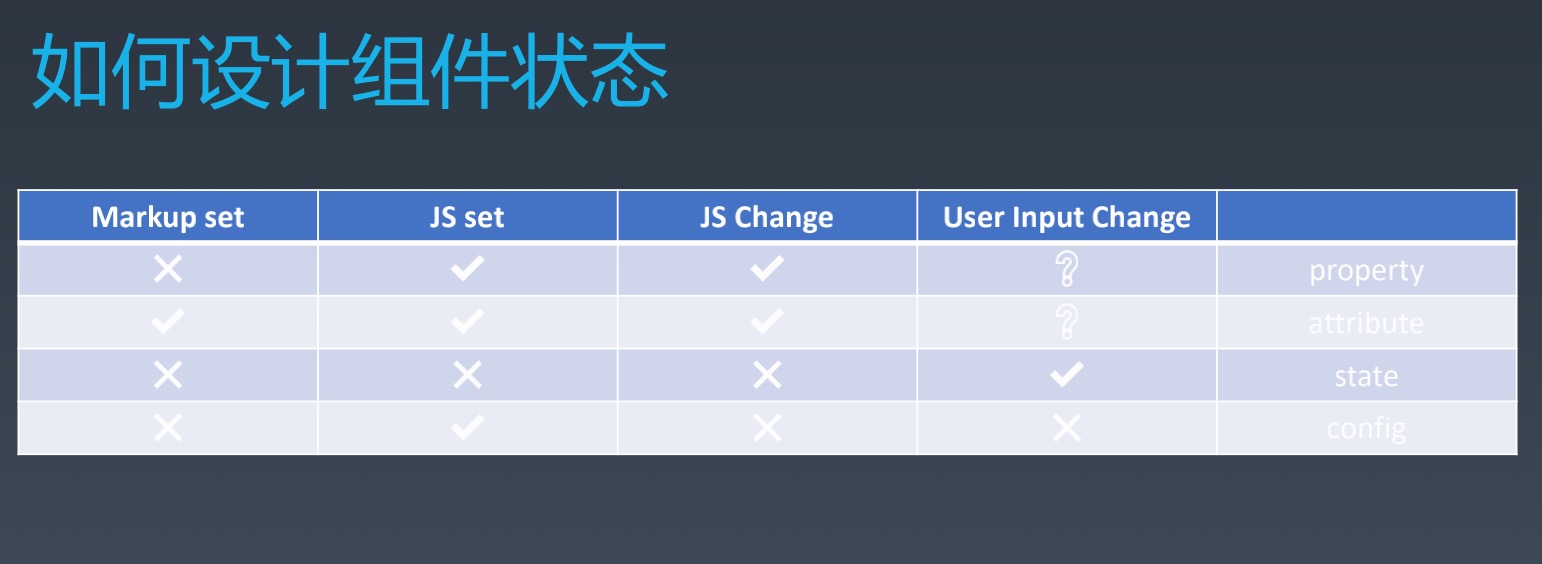 如何设计组件状态
Markup set JS set JS Change User Input Change
❌ ✔ ✔ ❓ property
✔ ✔ ✔ ❓ attribute
❌ ❌ ❌ ✔ state
❌ ✔ ❌ ❌ config